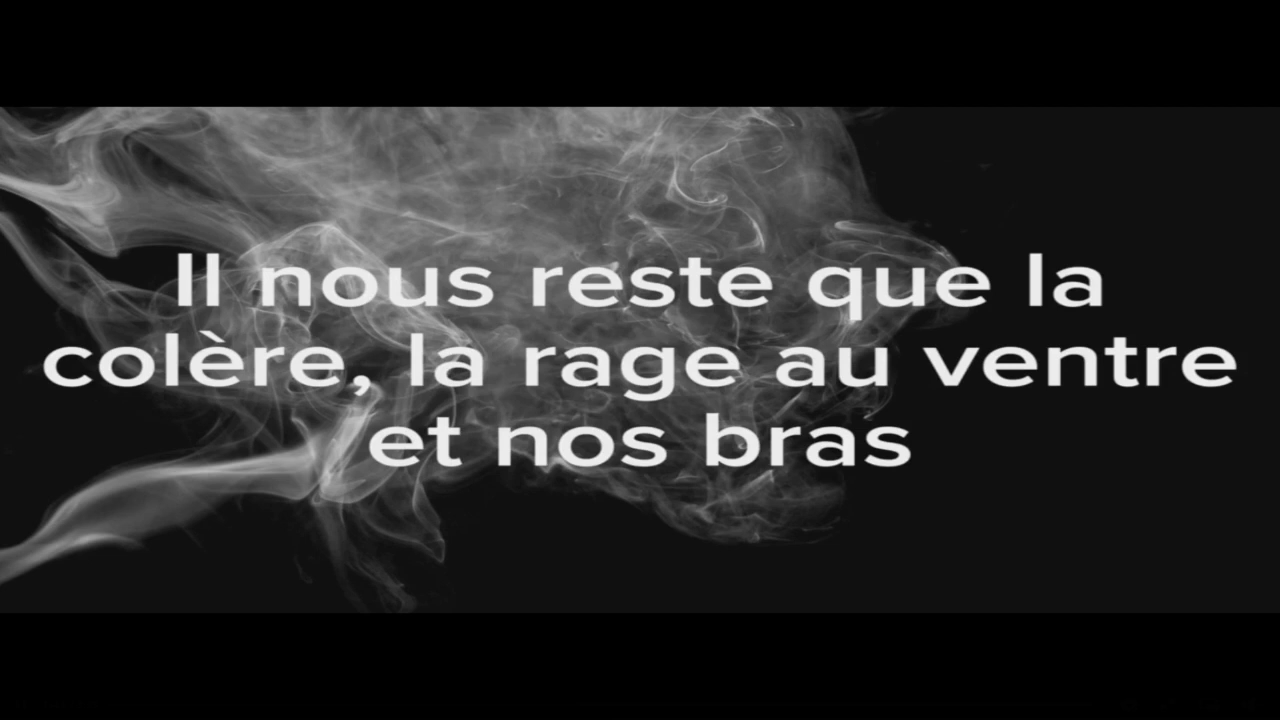 Il nous reste que la
colère, la rage au ventre
et nos bras